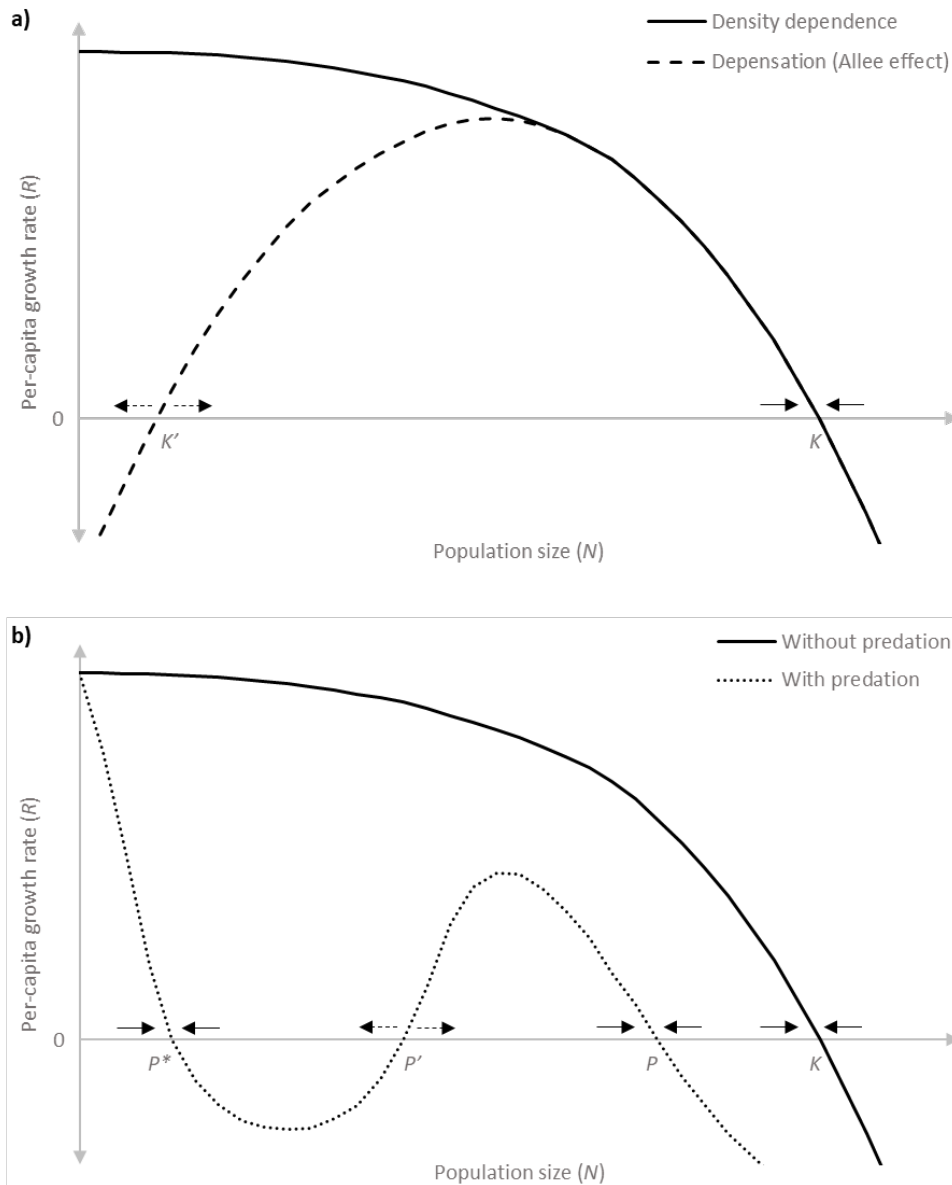 a)
Density dependence
Depensation (Allee effect)
Per-capita growth rate (R)
0
K’
K
Population size (N)
b)
Without predation
With predation
Per-capita growth rate (R)
0
P*
P’
P
K
Population size (N)